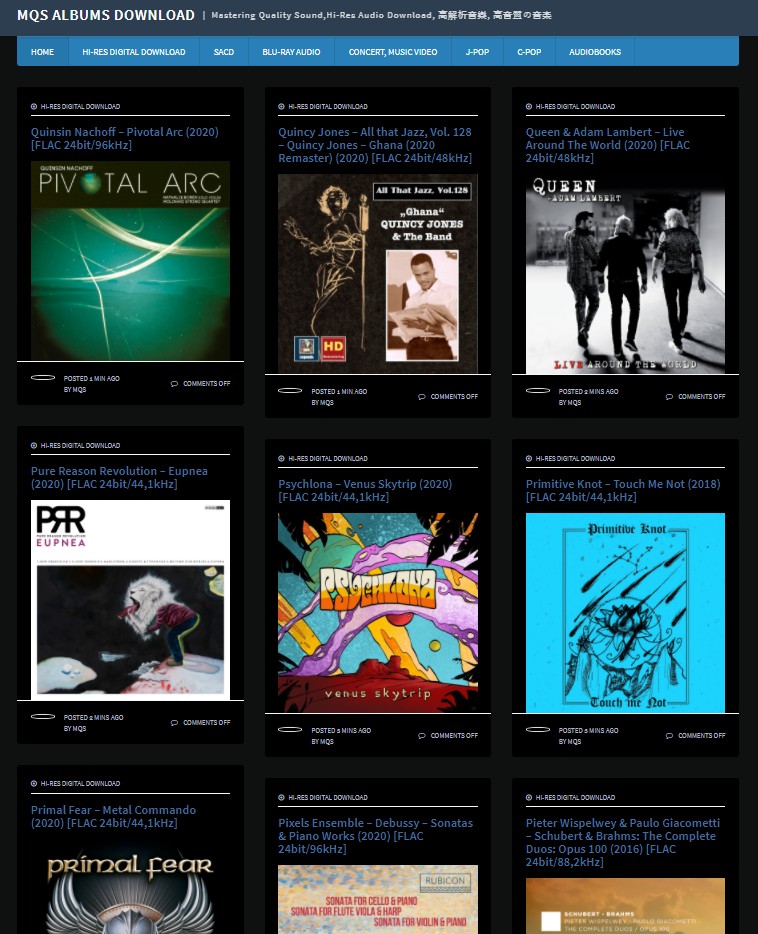 MQS ALBUMS DOWNLOAD | Mastering Quality Sound,Hi-Res Audio Download, 高解析音樂, 高音質の音楽
HOME HI-RES DIGITAL DOWNLOAD SACD BLU-RAY AUDIO CONCERT, MUSIC VIDEO J-POP C-POP AUDIOBOOKS
HI-RES DIGITAL DOWNLOAD
Quinsin Nachoff – Pivotal Arc (2020)
[FLAC 24bit/96kHz]
QUINSIN NACHOFF
PIVOTAL ARC
POSTED 1 MIN AGO
BY MQS
COMMENTS OFF
HI-RES DIGITAL DOWNLOAD
Quincy Jones – All that Jazz, Vol. 128
– Quincy Jones – Ghana (2020
Remaster) (2020) [FLAC 24bit/48kHz]
All That Jazz, Vol.128
„Ghana“
QUINCY JONES
& The Band
HD
POSTED 1 MIN AGO
BY MQS
COMMENTS OFF
HI-RES DIGITAL DOWNLOAD
Queen & Adam Lambert – Live
Around The World (2020) [FLAC
24bit/48kHz]
QUEEN
+ADAM LAMBERT
LIVE AROUND THE WORLD
POSTED 2 MINS AGO
BY MQS
COMMENTS OFF
HI-RES DIGITAL DOWNLOAD
Pure Reason Revolution – Eupnea
(2020) [FLAC 24bit/44,1kHz]
PRR
PURE REASON REVOLUTION
EUPNEA
POSTED 2 MINS AGO
BY MQS
COMMENTS OFF
HI-RES DIGITAL DOWNLOAD
Psychlona – Venus Skytrip (2020)
[FLAC 24bit/44,1kHz]
PSYCHLONA
venus skytrip
POSTED 5 MINS AGO
BY MQS
COMMENTS OFF
HI-RES DIGITAL DOWNLOAD
Primitive Knot – Touch Me Not (2018)
[FLAC 24bit/44,1kHz]
Primitive Knot
Touch me Not
POSTED 5 MINS AGO
BY MQS
COMMENTS OFF
HI-RES DIGITAL DOWNLOAD
Primal Fear – Metal Commando
(2020) [FLAC 24bit/44,1kHz]
primal fear
HI-RES DIGITAL DOWNLOAD
Pixels Ensemble – Debussy – Sonatas
& Piano Works (2020) [FLAC
24bit/96kHz]
RUBICON
SONATA FOR CELLO & PIANO
SONATA FOR FLUTE VIOLA & HARP
SONATA FOR VIOLIN & PIANO
HI-RES DIGITAL DOWNLOAD
Pieter Wispelwey & Paulo Giacometti
– Schubert & Brahms: The Complete
Duos: Opus 100 (2016) [FLAC
24bit/88,2kHz]
SCHUBERT - BRAHMS
PIETER WISPELWEY - PAOLO GIACOMETTI
THE COMPLETE DUOS / OPUS 100